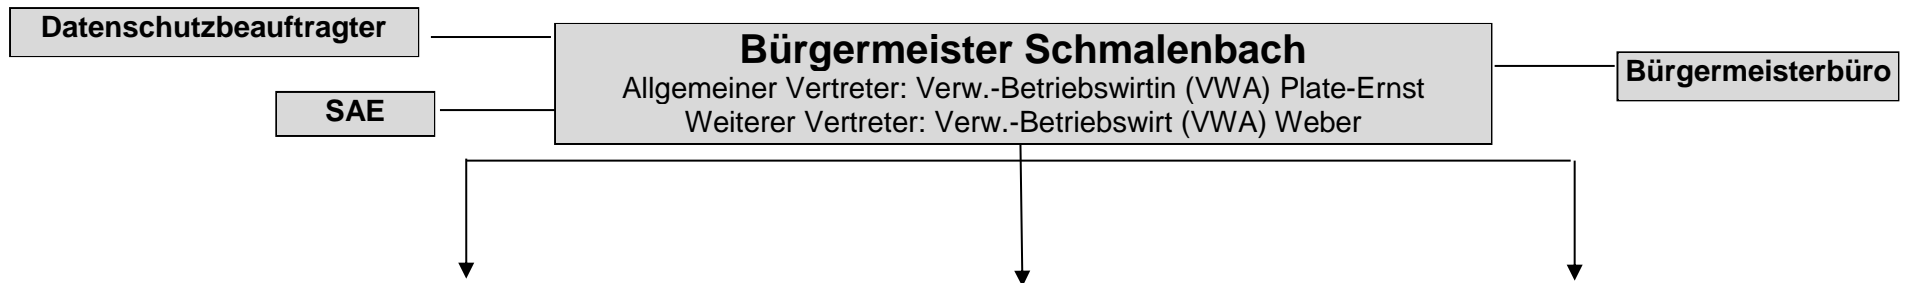 Datenschutzbeauftragter
Bürgermeister Schmalenbach
Allgemeiner Vertreter: Verw.-Betriebswirtin (VWA) Plate-Ernst
Weiterer Vertreter: Verw.-Betriebswirt (VWA) Weber
Bürgermeisterbüro
SAE